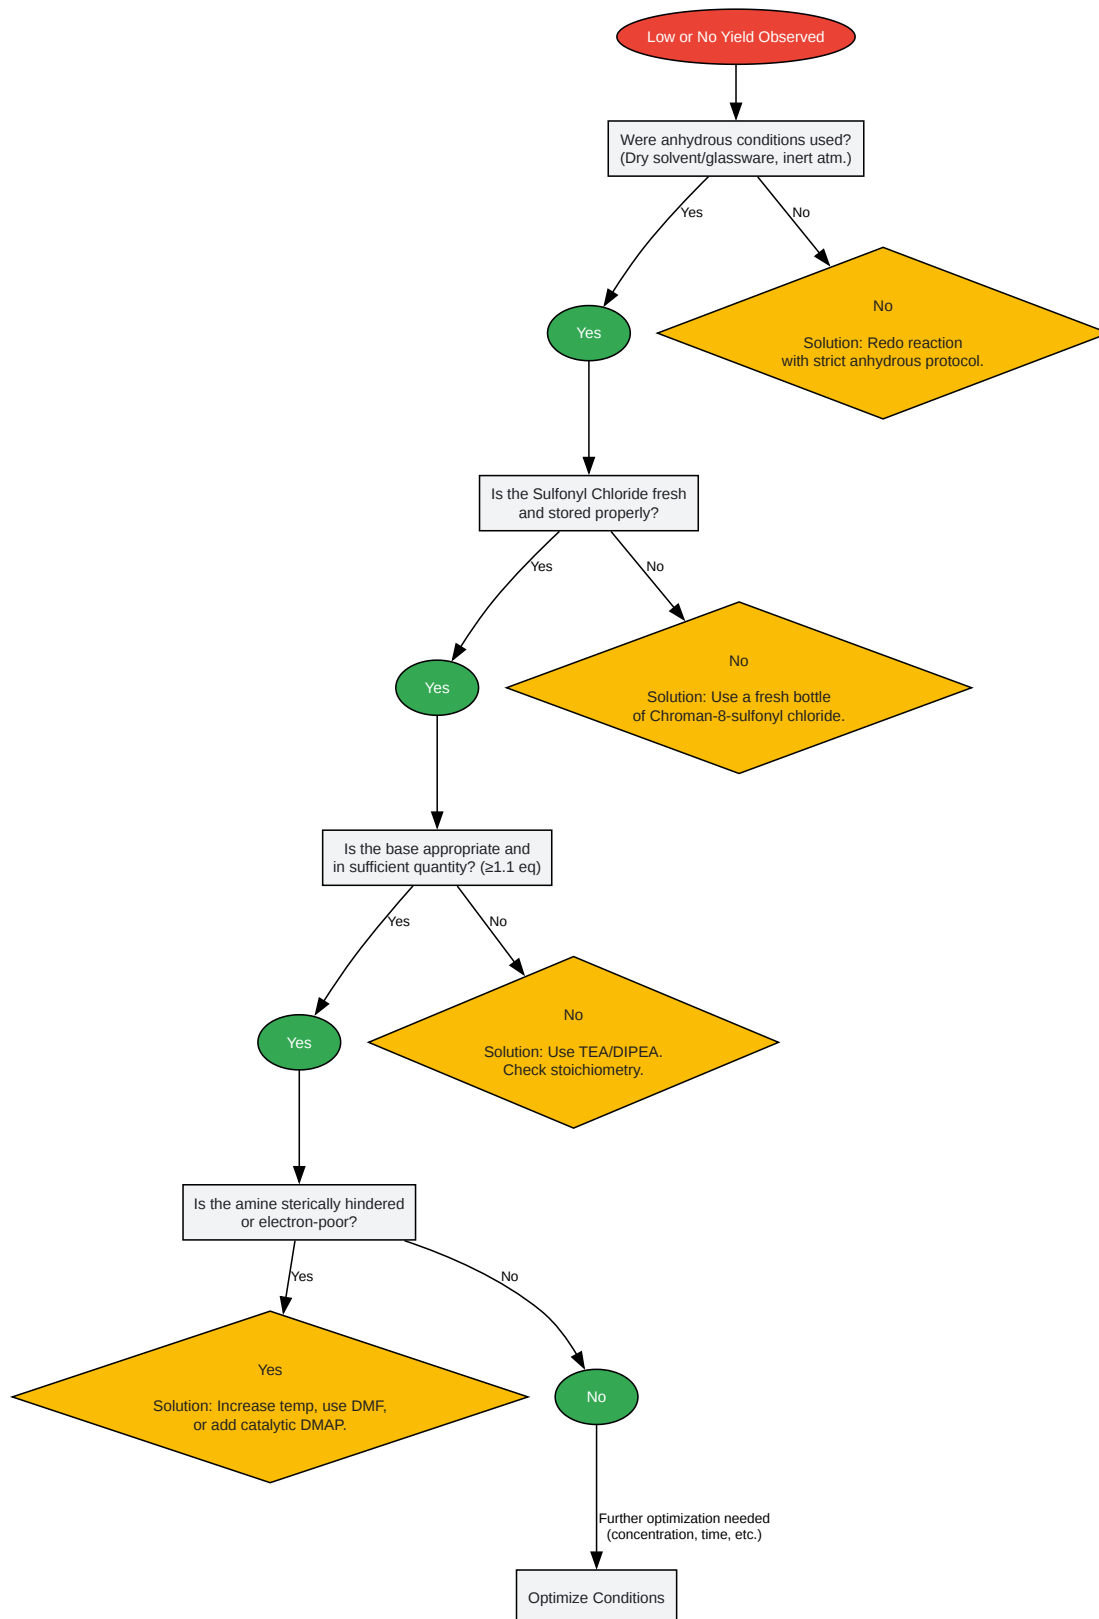 Low or No Yield Observed
Were anhydrous conditions used?
(Dry solvent/glassware, inert atm.)
Yes
No
Yes
No
Solution: Redo reaction
with strict anhydrous protocol.
Is the Sulfonyl Chloride fresh
and stored properly?
Yes
No
Yes
No
Solution: Use a fresh bottle
of Chroman-8-sulfonyl chloride.
Is the base appropriate and
in sufficient quantity? (≥1.1 eq)
Yes
No
Yes
No
Solution: Use TEA/DIPEA.
Check stoichiometry.
Is the amine sterically hindered
or electron-poor?
Yes
No
Yes
Solution: Increase temp, use DMF,
or add catalytic DMAP.
No
Further optimization needed
(concentration, time, etc.)
Optimize Conditions